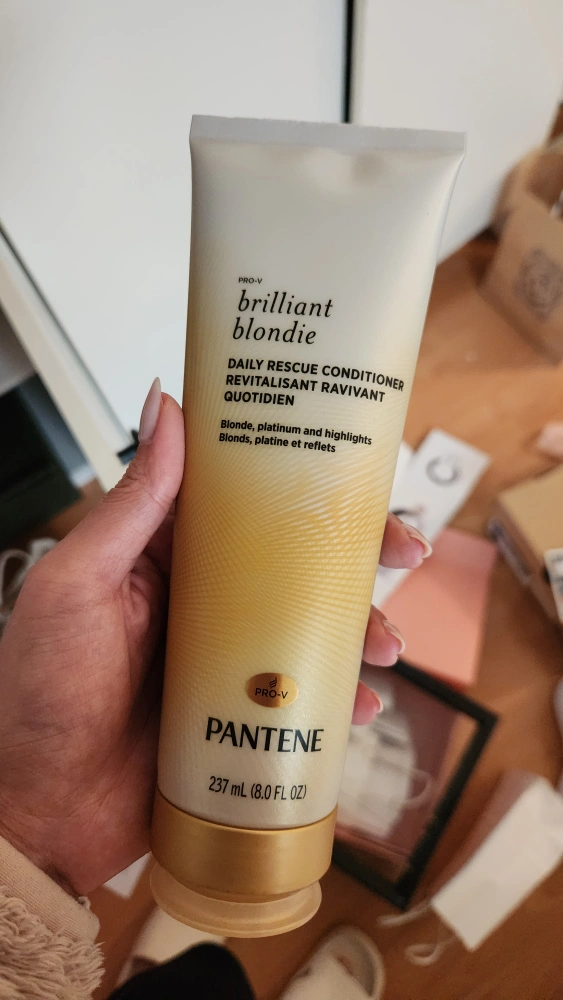 PRO-V
brilliant
blondie
DAILY RESCUE CONDITIONER
REVITALISANT RAVIVANT
QUOTIDIEN
Blonde, platinum and highlights
Blonds, platine et reflets
PRO-V
PANTENE
237 mL (8.0 FL OZ)